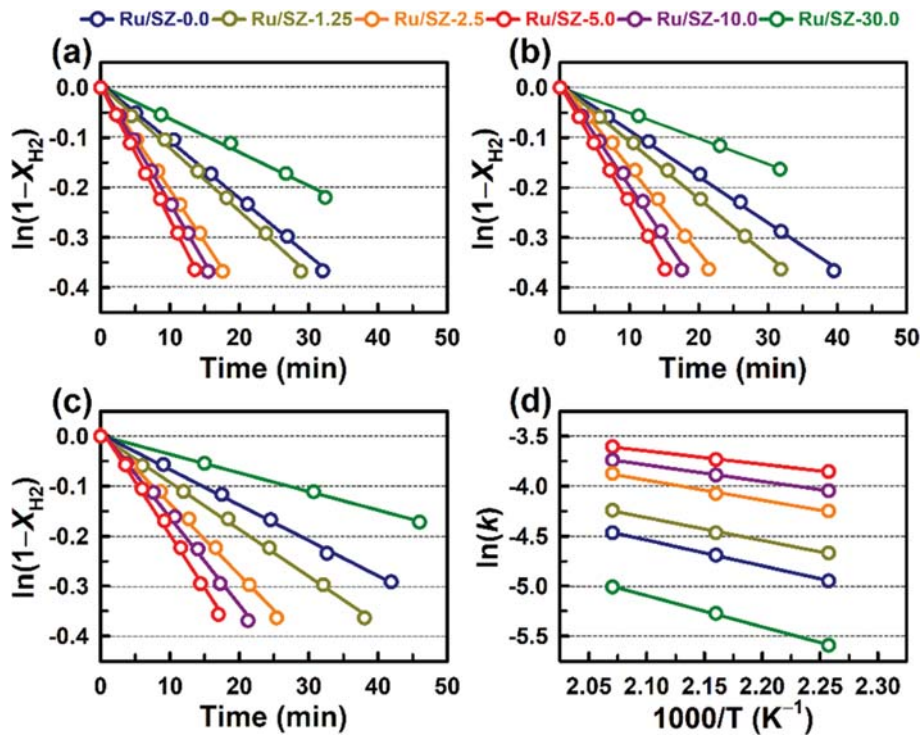 Ru/SZ-0.0 Ru/SZ-1.25 Ru/SZ-2.5 Ru/SZ-5.0 Ru/SZ-10.0 Ru/SZ-30.0
(a)
ln(1−X_H2)
0.0
-0.1
-0.2
-0.3
-0.4
0 10 20 30 40 50
Time (min)
(b)
ln(1−X_H2)
0.0
-0.1
-0.2
-0.3
-0.4
0 10 20 30 40 50
Time (min)
(c)
ln(1−X_H2)
0.0
-0.1
-0.2
-0.3
-0.4
0 10 20 30 40 50
Time (min)
(d)
ln(k)
-3.5
-4.0
-4.5
-5.0
-5.5
2.05 2.10 2.15 2.20 2.25 2.30
1000/T (K⁻¹)